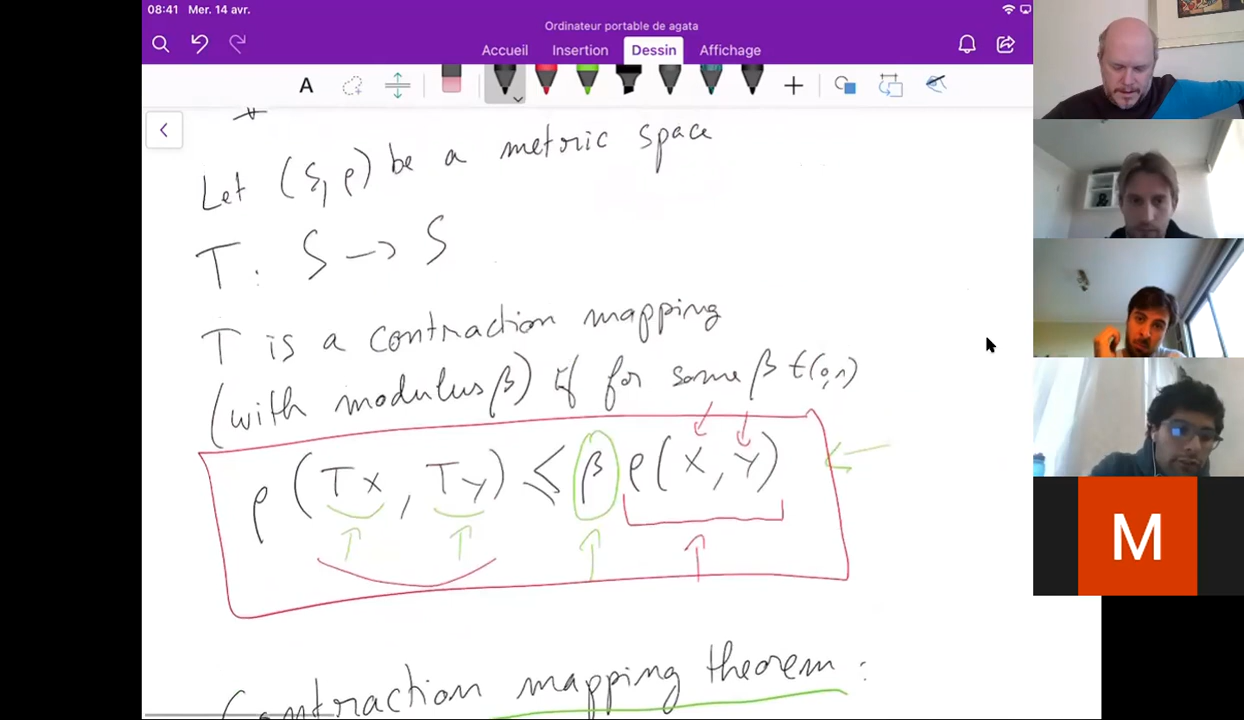 08:41 Mer. 14 avr.
Ordinateur portable de agata
Accueil Insertion Dessin Affichage
A
Let (S, ρ) be a metric space
T: S → S
T is a contraction mapping
(with modulus β) if for some β ∈ (0,1)
ρ(Tx, Ty) ≤ β ρ(x, y)
Contraction mapping theorem :
M